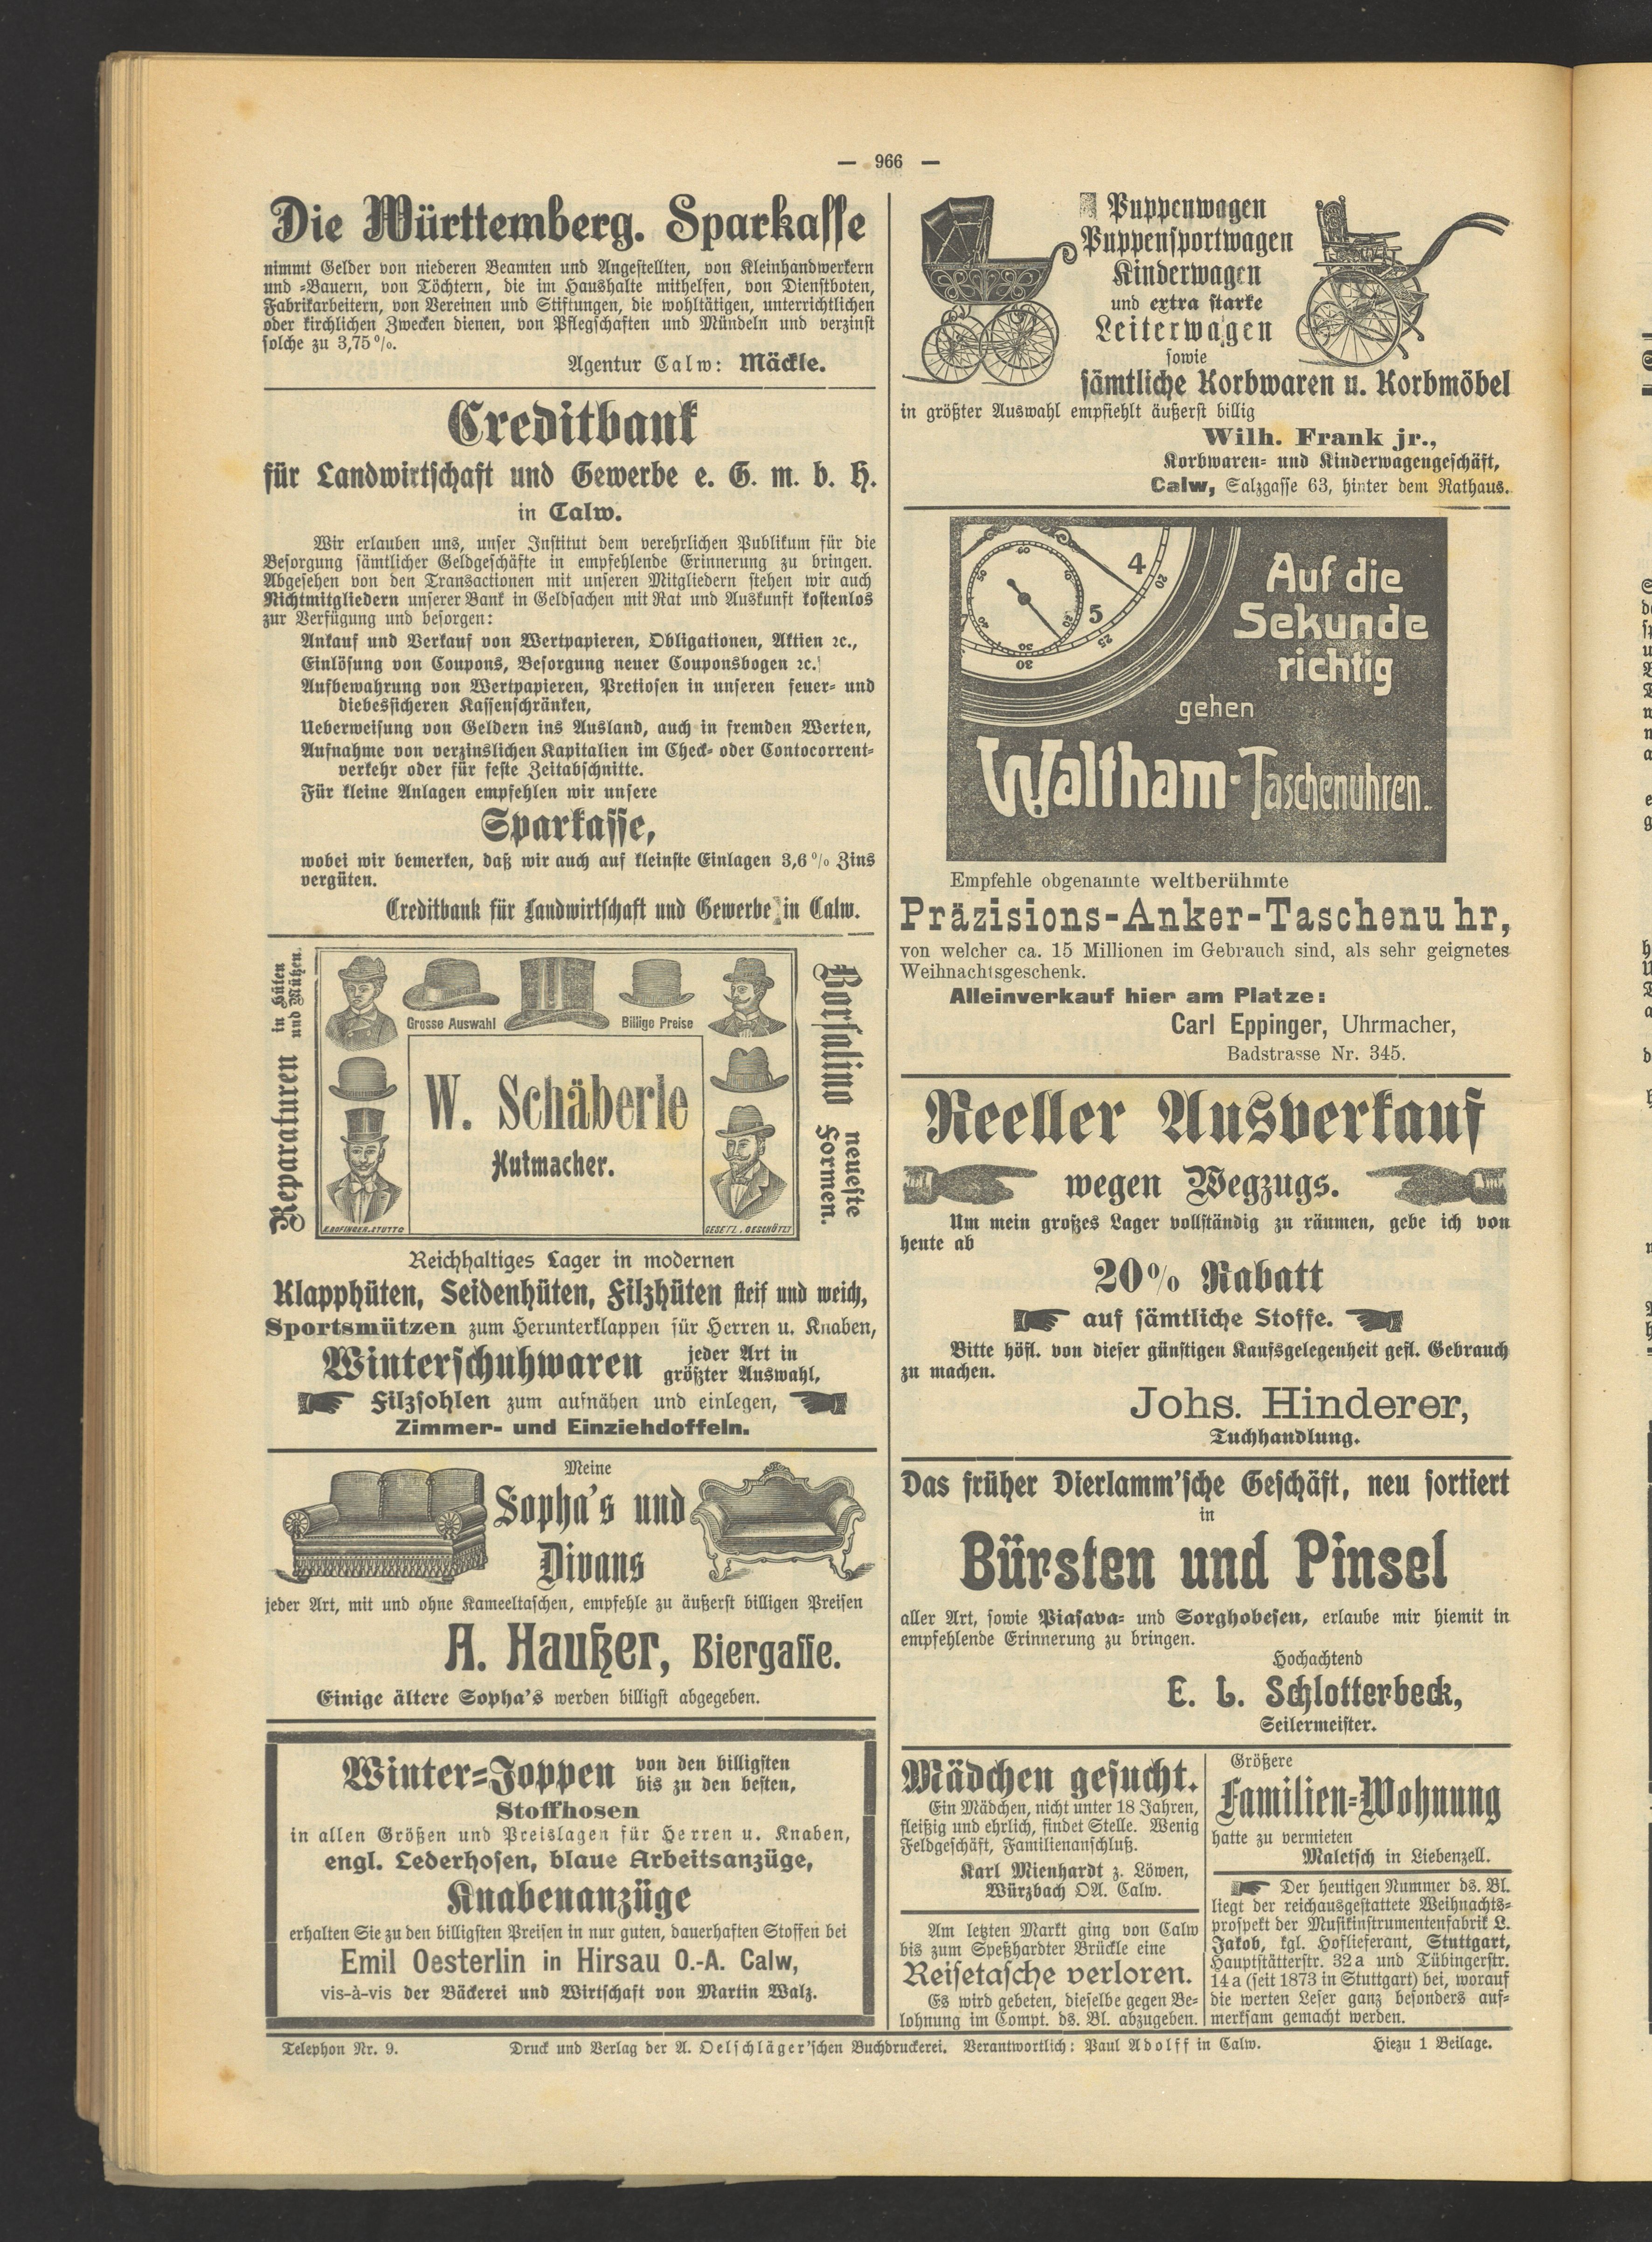 — 966 —
Die Württemberg. Sparkasse
nimmt Gelder von niederen Beamten und Angestellten, von Kleinhandwerkern
und =Bauern, von Töchtern, die im Haushalte mithelfen, von Dienstboten,
Fabrikarbeitern, von Vereinen und Stiftungen, die wohltätigen, unterrichtlichen
oder kirchlichen Zwecken dienen, von Pflegschaften und Mündeln und verzinst
solche zu 3,75%.
Agentur Calw: Mäckle.
Creditbank
für Landwirtschaft und Gewerbe e. G. m. b. H.
in Calw.
Wir erlauben uns, unser Institut dem verehrlichen Publikum für die
Besorgung sämtlicher Geldgeschäfte in empfehlende Erinnerung zu bringen.
Abgesehen von den Transactionen mit unseren Mitgliedern stehen wir auch
Nichtmitgliedern unserer Bank in Geldsachen mit Rat und Auskunft kostenlos
zur Verfügung und besorgen:
Ankauf und Verkauf von Wertpapieren, Obligationen, Aktien ꝛc.,
Einlösung von Coupons, Besorgung neuer Couponsbogen ꝛc.
Aufbewahrung von Wertpapieren, Pretiosen in unseren feuer= und
diebessicheren Kassenschränken,
Ueberweisung von Geldern ins Ausland, auch in fremden Werten,
Aufnahme von verzinslichen Kapitalien im Check= oder Contocorrent=
verkehr oder für feste Zeitabschnitte.
Für kleine Anlagen empfehlen wir unsere
Sparkasse,
wobei wir bemerken, daß wir auch auf kleinste Einlagen 3,6% Zins
vergüten.
Creditbank für Landwirtschaft und Gewerbe in Calw.
Reparaturen in Hüten
und Mützen.
Grosse Auswahl
Billige Preise
W. Schäberle
Hutmacher.
E. BOFINGER. STUTTG
GESETZL. GESCHÜTZT
Borsalino neueste
Formen.
Reichhaltiges Lager in modernen
Klapphüten, Seidenhüten, Filzhüten steif und weich,
Sportsmützen zum Herunterklappen für Herren u. Knaben,
Winterschuhwaren jeder Art in
größter Auswahl,
Filzsohlen zum aufnähen und einlegen,
Zimmer- und Einziehdoffeln.
Meine
Sopha's und
Divans
jeder Art, mit und ohne Kameeltaschen, empfehle zu äußerst billigen Preisen
A. Haußer, Biergasse.
Einige ältere Sopha's werden billigst abgegeben.
Winter=Joppen von den billigsten
bis zu den besten,
Stoffhosen
in allen Größen und Preislagen für Herren u. Knaben,
engl. Lederhosen, blaue Arbeitsanzüge,
Knabenanzüge
erhalten Sie zu den billigsten Preisen in nur guten, dauerhaften Stoffen bei
Emil Oesterlin in Hirsau O.-A. Calw,
vis-à-vis der Bäckerei und Wirtschaft von Martin Walz.
Puppenwagen
Puppensportwagen
Kinderwagen
und extra starke
Leiterwagen
sowie
sämtliche Korbwaren u. Korbmöbel
in größter Auswahl empfiehlt äußerst billig
Wilh. Frank jr.,
Korbwaren= und Kinderwagengeschäft,
Calw, Salzgasse 63, hinter dem Rathaus.
4
5
60
30
20
25
30
Auf die
Sekunde
richtig
gehen
Waltham-Taschenuhren.
Empfehle obgenannte weltberühmte
Präzisions-Anker-Taschenuhr,
von welcher ca. 15 Millionen im Gebrauch sind, als sehr geignetes
Weihnachtsgeschenk.
Alleinverkauf hier am Platze:
Carl Eppinger, Uhrmacher,
Badstrasse Nr. 345.
Reeller Ausverkauf
wegen Wegzugs.
Um mein großes Lager vollständig zu räumen, gebe ich von
heute ab
20% Rabatt
auf sämtliche Stoffe.
Bitte höfl. von dieser günstigen Kaufsgelegenheit gefl. Gebrauch
zu machen.
Johs. Hinderer,
Tuchhandlung.
Das früher Dierlamm'sche Geschäft, neu sortiert
in
Bürsten und Pinsel
aller Art, sowie Piasava= und Sorghobesen, erlaube mir hiemit in
empfehlende Erinnerung zu bringen.
Hochachtend
E. L. Schlotterbeck,
Seilermeister.
Mädchen gesucht.
Ein Mädchen, nicht unter 18 Jahren,
fleißig und ehrlich, findet Stelle. Wenig
Feldgeschäft, Familienanschluß.
Karl Mienhardt z. Löwen,
Würzbach OA. Calw.
Am letzten Markt ging von Calw
bis zum Speßhardter Brückle eine
Reisetasche verloren.
Es wird gebeten, dieselbe gegen Be=
lohnung im Compt. ds. Bl. abzugeben.
Größere
Familien=Wohnung
hatte zu vermieten
Maletsch in Liebenzell.
Der heutigen Nummer ds. Bl.
liegt der reichausgestattete Weihnachts=
prospekt der Musikinstrumentenfabrik L.
Jakob, kgl. Hoflieferant, Stuttgart,
Hauptstätterstr. 32a und Tübingerstr.
14a (seit 1873 in Stuttgart) bei, worauf
die werten Leser ganz besonders auf=
merksam gemacht werden.
Telephon Nr. 9.
Druck und Verlag der A. Oelschläger'schen Buchdruckerei. Verantwortlich: Paul Adolff in Calw.
Hiezu 1 Beilage.